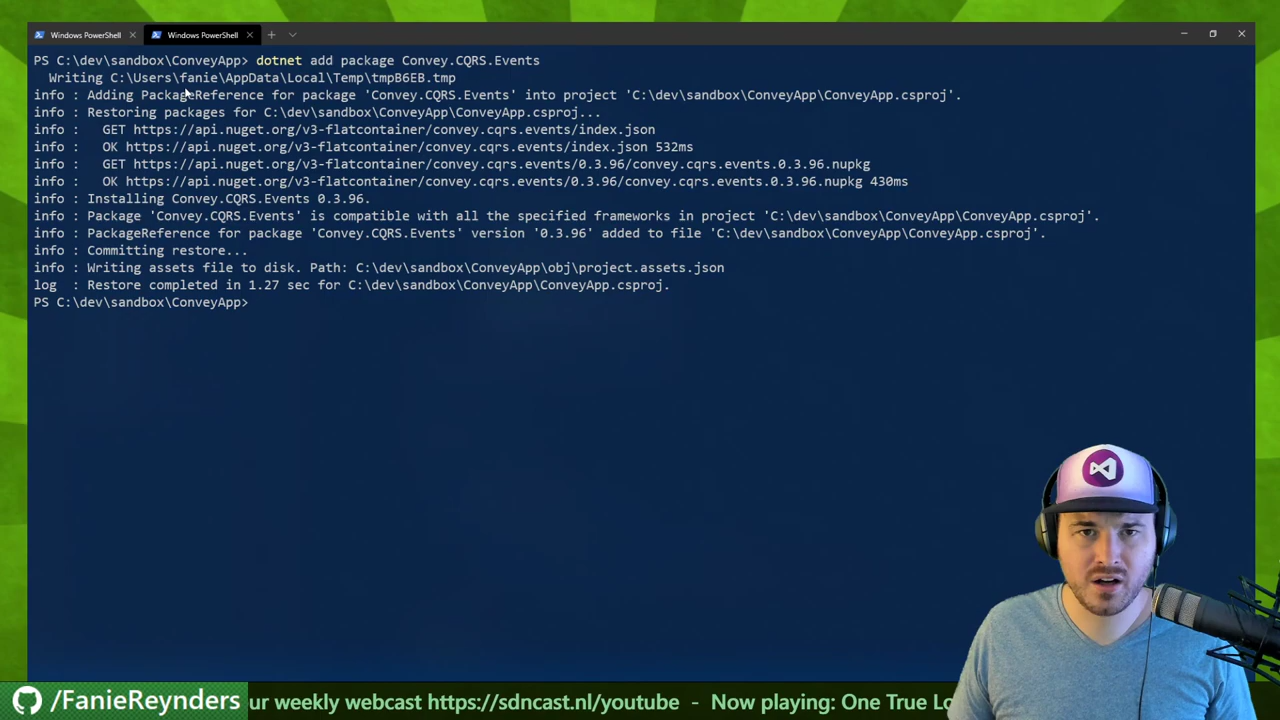 Windows PowerShell
Windows PowerShell
PS C:\dev\sandbox\ConveyApp> dotnet add package Convey.CQRS.Events
Writing C:\Users\fanie\AppData\Local\Temp\tmpB6EB.tmp
info : Adding PackageReference for package 'Convey.CQRS.Events' into project 'C:\dev\sandbox\ConveyApp\ConveyApp.csproj'.
info : Restoring packages for C:\dev\sandbox\ConveyApp\ConveyApp.csproj...
info :   GET https://api.nuget.org/v3-flatcontainer/convey.cqrs.events/index.json
info :   OK https://api.nuget.org/v3-flatcontainer/convey.cqrs.events/index.json 532ms
info :   GET https://api.nuget.org/v3-flatcontainer/convey.cqrs.events/0.3.96/convey.cqrs.events.0.3.96.nupkg
info :   OK https://api.nuget.org/v3-flatcontainer/convey.cqrs.events/0.3.96/convey.cqrs.events.0.3.96.nupkg 430ms
info : Installing Convey.CQRS.Events 0.3.96.
info : Package 'Convey.CQRS.Events' is compatible with all the specified frameworks in project 'C:\dev\sandbox\ConveyApp\ConveyApp.csproj'.
info : PackageReference for package 'Convey.CQRS.Events' version '0.3.96' added to file 'C:\dev\sandbox\ConveyApp\ConveyApp.csproj'.
info : Committing restore...
info : Writing assets file to disk. Path: C:\dev\sandbox\ConveyApp\obj\project.assets.json
log  : Restore completed in 1.27 sec for C:\dev\sandbox\ConveyApp\ConveyApp.csproj.
PS C:\dev\sandbox\ConveyApp>
/FanieReynders
ur weekly webcast https://sdncast.nl/youtube  -  Now playing: One True Lo